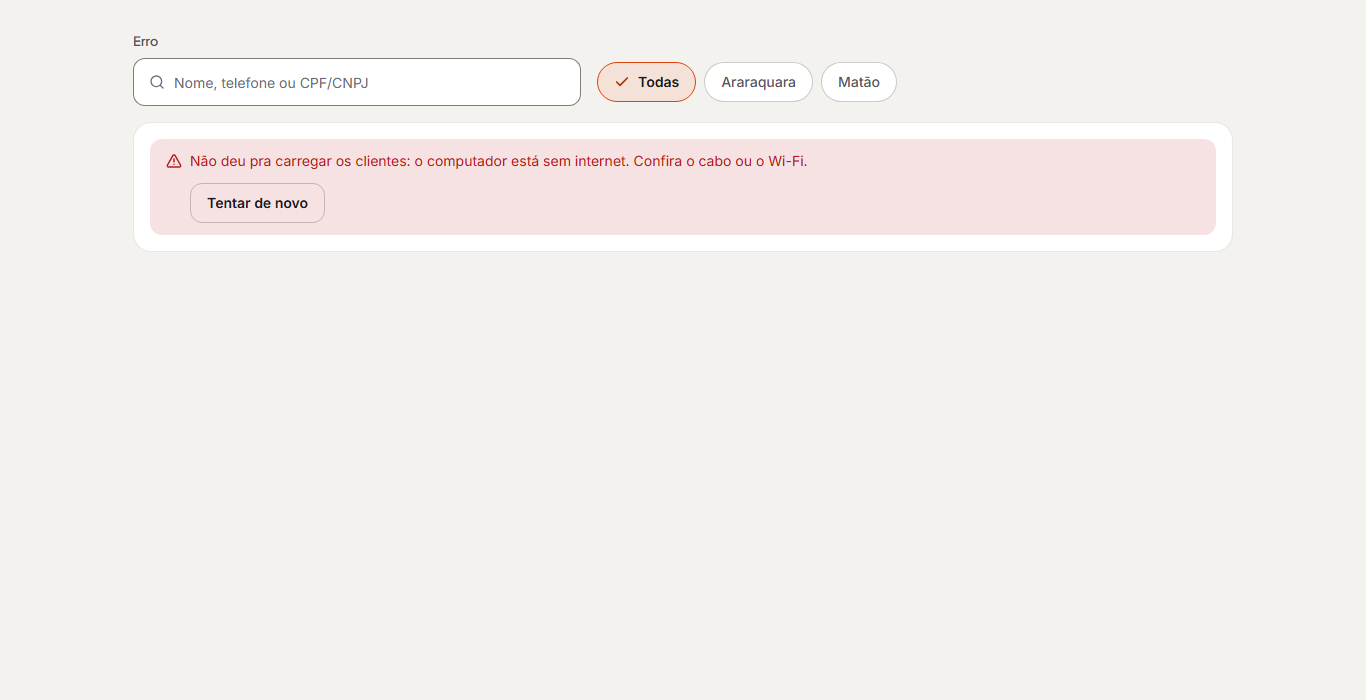 Erro
Nome, telefone ou CPF/CNPJ
Todas
Araraquara
Matão
Não deu pra carregar os clientes: o computador está sem internet. Confira o cabo ou o Wi-Fi.
Tentar de novo